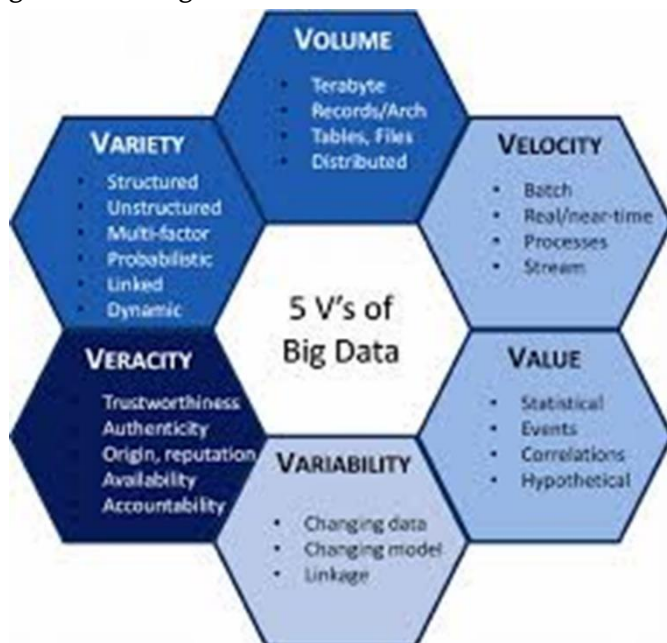 VOLUME
Terabyte
Records/Arch
Tables, Files
Distributed
VARIETY
Structured
Unstructured
Multi-factor
Probabilistic
Linked
Dynamic
VELOCITY
Batch
Real/near-time
Processes
Stream
5 V's of
Big Data
VERACITY
Trustworthiness
Authenticity
Origin, reputation
Availability
Accountability
VALUE
Statistical
Events
Correlations
Hypothetical
VARIABILITY
Changing data
Changing model
Linkage